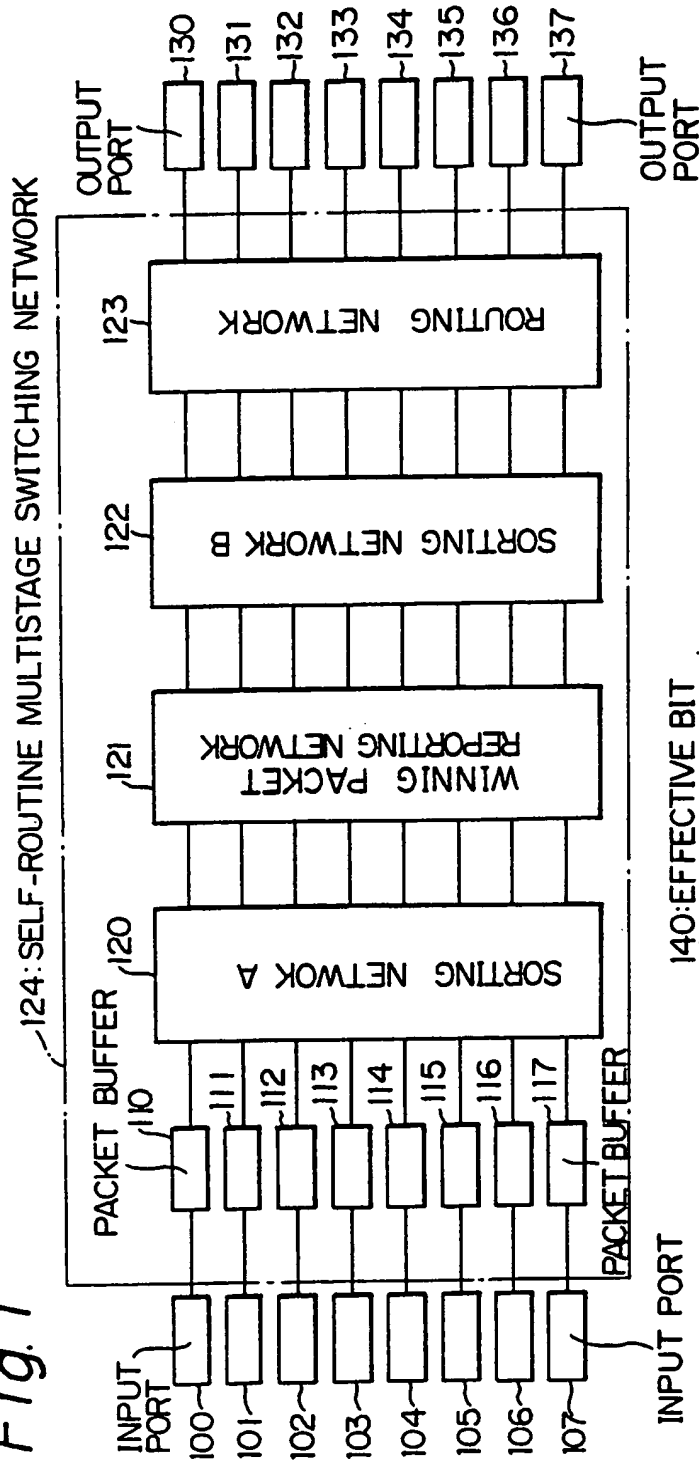 Fig. 1
124: SELF-ROUTINE MULTISTAGE SWITCHING NETWORK
INPUT
PORT
100
101
102
103
104
105
106
107
INPUT PORT
PACKET BUFFER
110
111
112
113
114
115
116
117
PACKET BUFFER
120
SORTING NETWOK A
121
WINNIG PACKET
REPORTING NETWORK
122
SORTING NETWORK B
123
ROUTING NETWORK
OUTPUT
PORT
130
131
132
133
134
135
136
137
OUTPUT
PORT
140: EFFECTIVE BIT